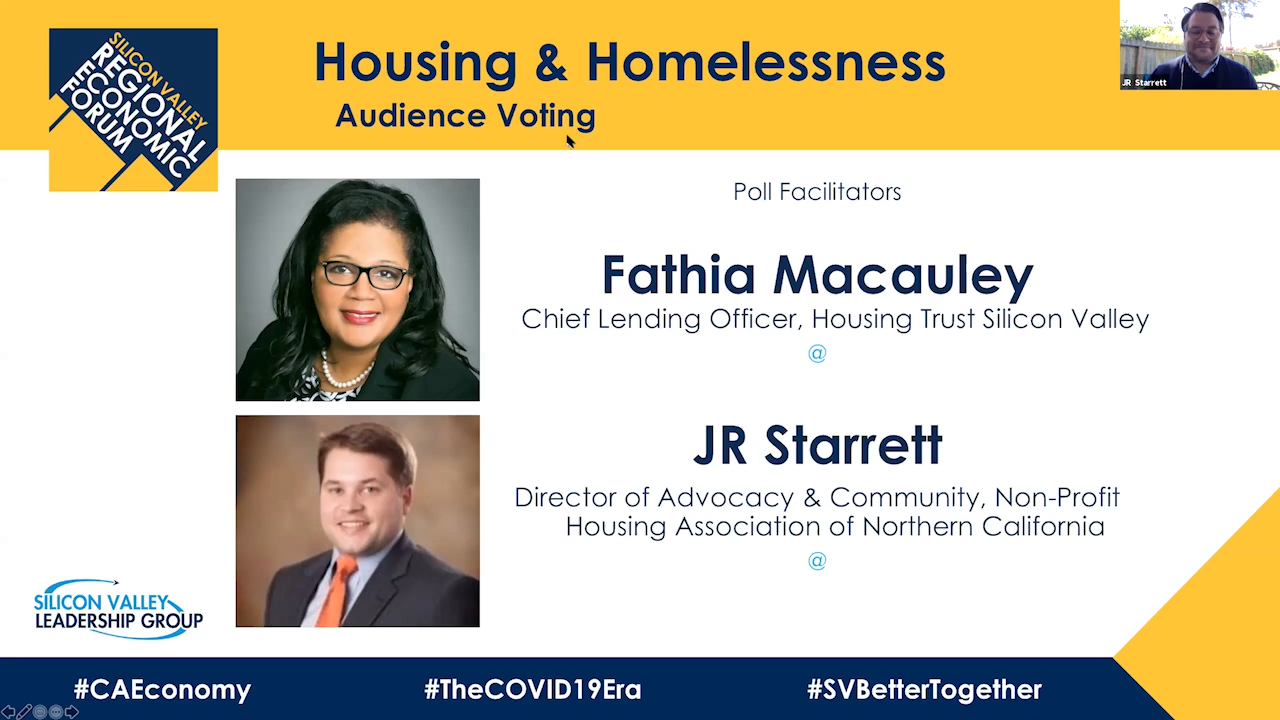 SILICON VALLEY
REGIONAL
ECONOMIC
FORUM
Housing & Homelessness
Audience Voting
JR Starrett
Poll Facilitators
Fathia Macauley
Chief Lending Officer, Housing Trust Silicon Valley
@
JR Starrett
Director of Advocacy & Community, Non-Profit
Housing Association of Northern California
@
SILICON VALLEY
LEADERSHIP GROUP
#CAEconomy
#TheCOVID19Era
#SVBetterTogether